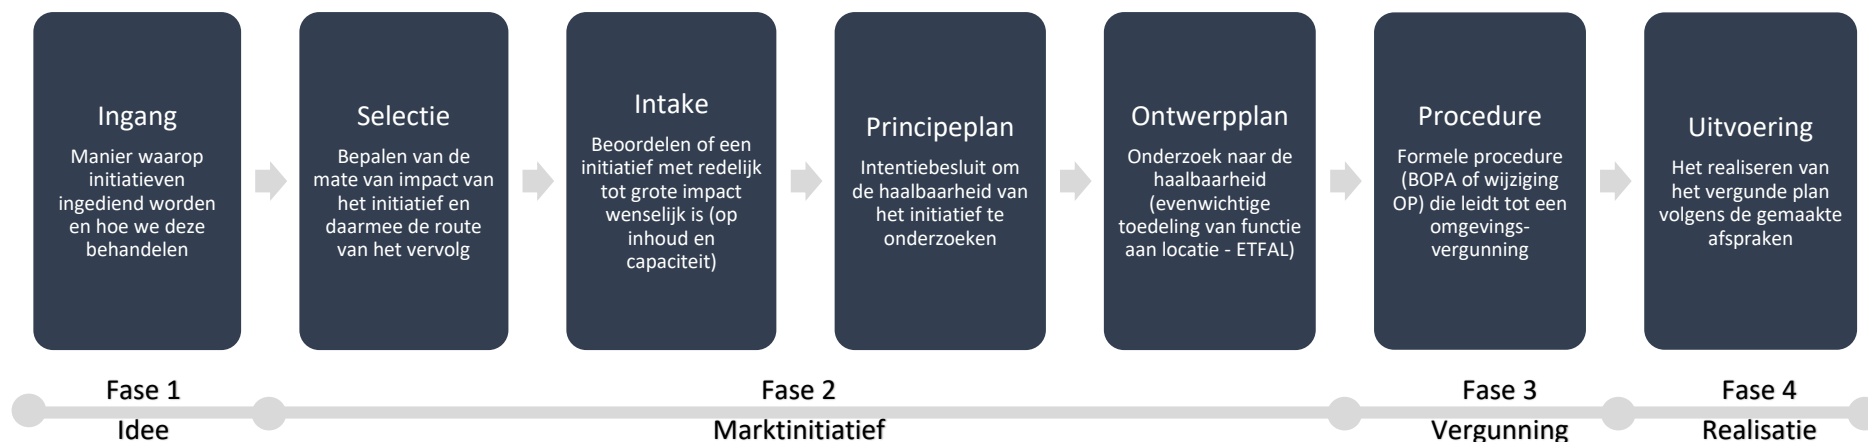 Ingang
Manier waarop
initiatieven
ingediend worden
en hoe we deze
behandelen
Selectie
Bepalen van de
mate van impact van
het initiatief en
daarmee de route
van het vervolg
Intake
Beoordelen of een
initiatief met redelijk
tot grote impact
wenselijk is (op
inhoud en
capaciteit)
Principeplan
Intentiebesluit om
de haalbaarheid van
het initiatief te
onderzoeken
Ontwerpplan
Onderzoek naar de
haalbaarheid
(evenwichtige
toedeling van functie
aan locatie - ETFAL)
Procedure
Formele procedure
(BOPA of wijziging
OP) die leidt tot een
omgevings-
vergunning
Uitvoering
Het realiseren van
het vergunde plan
volgens de gemaakte
afspraken
Fase 1
Idee
Fase 2
Marktinitiatief
Fase 3
Vergunning
Fase 4
Realisatie